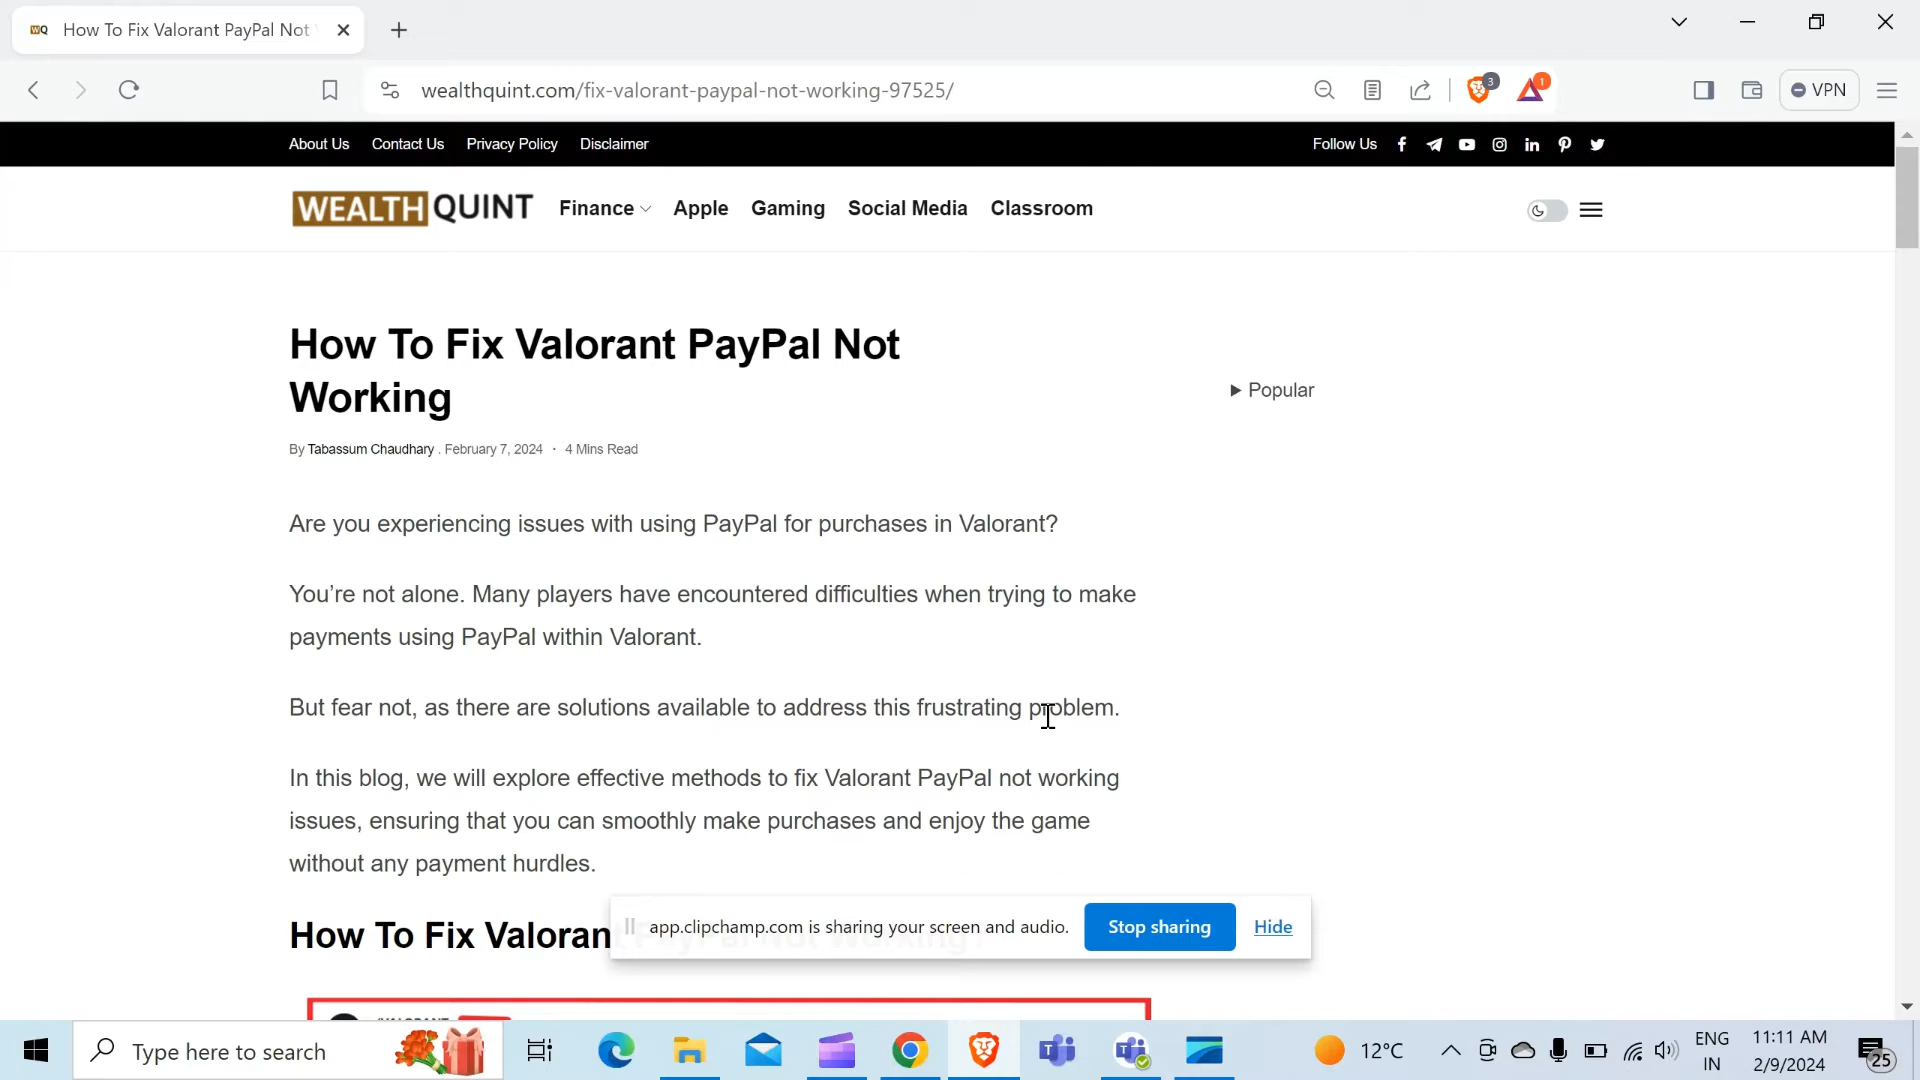 WQ How To Fix Valorant PayPal Not
wealthquint.com/fix-valorant-paypal-not-working-97525/
3
1
VPN
About Us Contact Us Privacy Policy Disclaimer
Follow Us
WEALTH QUINT Finance Apple Gaming Social Media Classroom
How To Fix Valorant PayPal Not
Working
Popular
By Tabassum Chaudhary . February 7, 2024 · 4 Mins Read
Are you experiencing issues with using PayPal for purchases in Valorant?
You’re not alone. Many players have encountered difficulties when trying to make
payments using PayPal within Valorant.
But fear not, as there are solutions available to address this frustrating problem.
In this blog, we will explore effective methods to fix Valorant PayPal not working
issues, ensuring that you can smoothly make purchases and enjoy the game
without any payment hurdles.
How To Fix Valorant PayPal Not Working?
app.clipchamp.com is sharing your screen and audio. Stop sharing Hide
Type here to search
12°C
ENG
IN
11:11 AM
2/9/2024
25